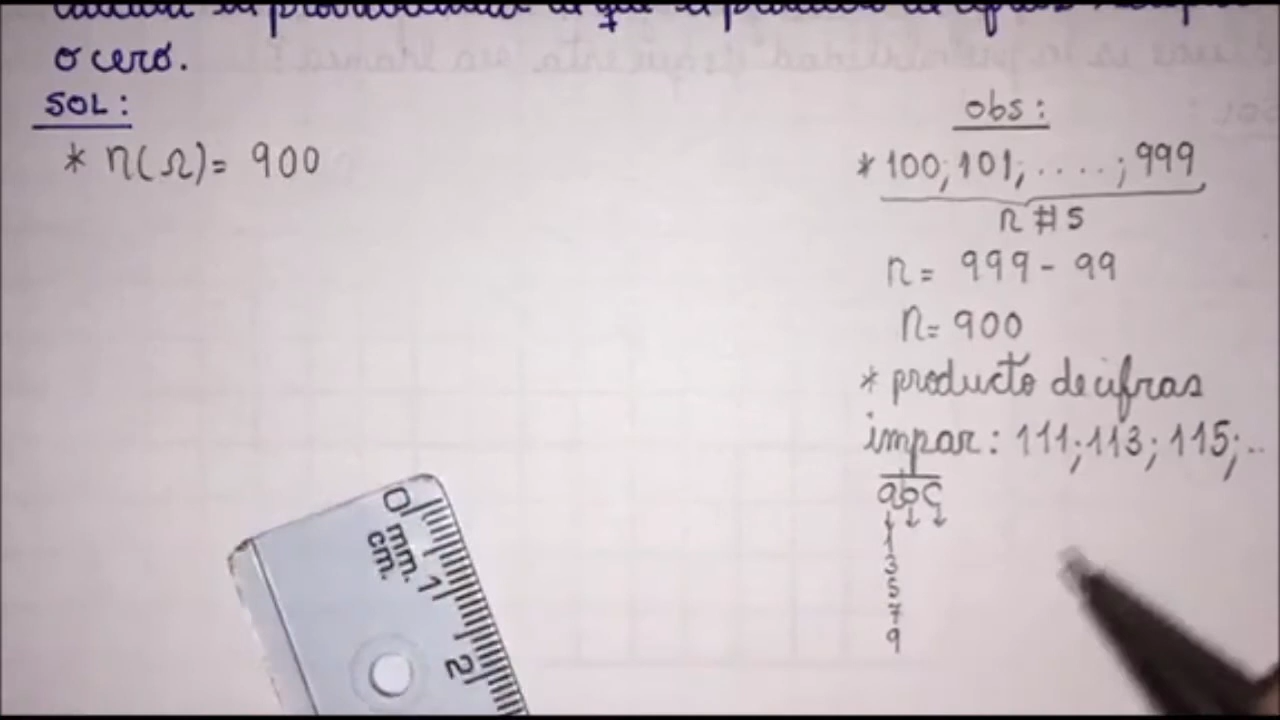 o cero.
SOL:
* n(Ω)= 900
obs:
* 100; 101; ....; 999
n #s
n = 999 - 99
n = 900
* producto de cifras
impar: 111; 113; 115; ..
abc
↓ ↓ ↓
1
3
5
7
9
0
mm. 1
cm.
2